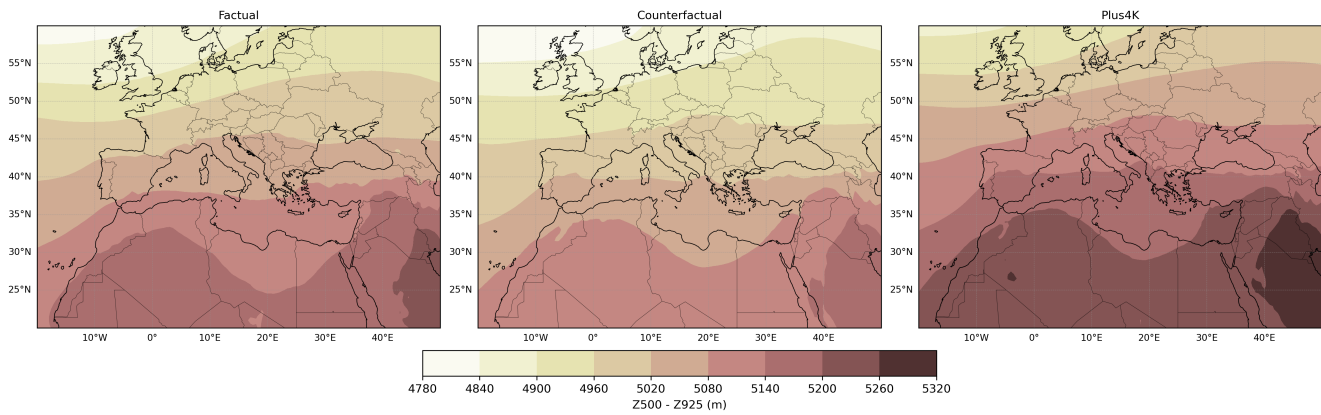 Factual
Counterfactual
Plus4K
55°N
50°N
45°N
40°N
35°N
30°N
25°N
10°W 0° 10°E 20°E 30°E 40°E
55°N
50°N
45°N
40°N
35°N
30°N
25°N
10°W 0° 10°E 20°E 30°E 40°E
55°N
50°N
45°N
40°N
35°N
30°N
25°N
10°W 0° 10°E 20°E 30°E 40°E
4780 4840 4900 4960 5020 5080 5140 5200 5260 5320
Z500 - Z925 (m)